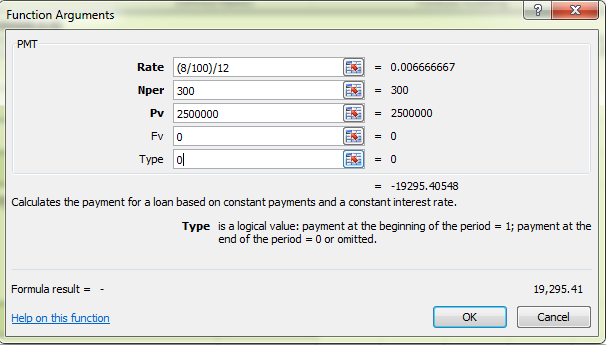 Function Arguments
PMT
Rate (8/100)/12 = 0.006666667
Nper 300 = 300
Pv 2500000 = 2500000
Fv 0 = 0
Type 0 = 0
= -19295.40548
Calculates the payment for a loan based on constant payments and a constant interest rate.
Type is a logical value: payment at the beginning of the period = 1; payment at the
end of the period = 0 or omitted.
Formula result = - 19,295.41
Help on this function OK Cancel